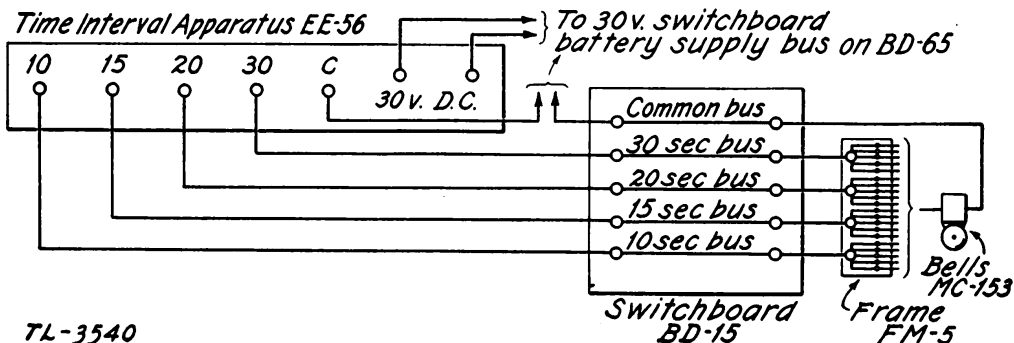 Time Interval Apparatus EE-56
To 30v. switchboard
battery supply bus on BD-65
10 15 20 30 C
30 v. D.C.
Common bus
30 sec bus
20 sec bus
15 sec bus
10 sec bus
Bells
MC-153
Switchboard
BD-15
Frame
FM-5
TL-3540